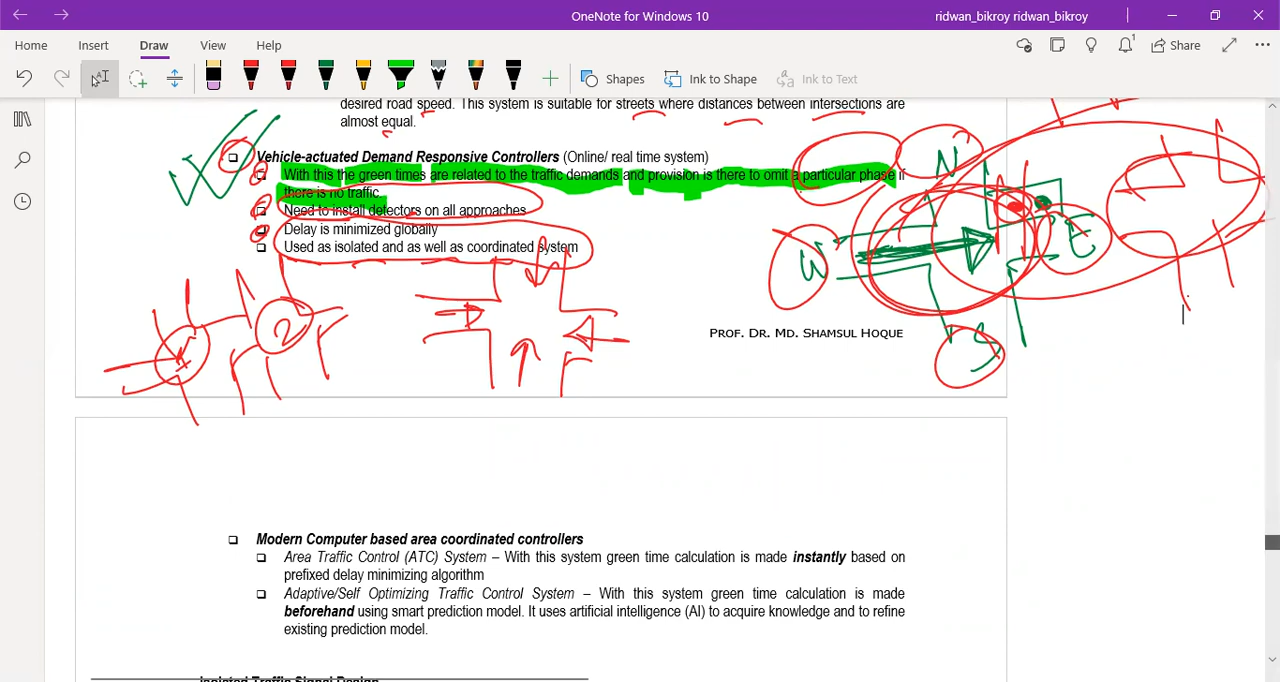 OneNote for Windows 10
ridwan_bikroy ridwan_bikroy
Home Insert Draw View Help
Share
Shapes Ink to Shape Ink to Text
desired road speed. This system is suitable for streets where distances between intersections are
almost equal.
Vehicle-actuated Demand Responsive Controllers (Online/ real time system)
With this the green times are related to the traffic demands and provision is there to omit a particular phase if
there is no traffic.
Need to install detectors on all approaches
Delay is minimized globally
Used as isolated and as well as coordinated system
N
W
E
S
1
2
PROF. DR. MD. SHAMSUL HOQUE
Modern Computer based area coordinated controllers
Area Traffic Control (ATC) System – With this system green time calculation is made instantly based on
prefixed delay minimizing algorithm
Adaptive/Self Optimizing Traffic Control System – With this system green time calculation is made
beforehand using smart prediction model. It uses artificial intelligence (AI) to acquire knowledge and to refine
existing prediction model.
Isolated Traffic Signal Design